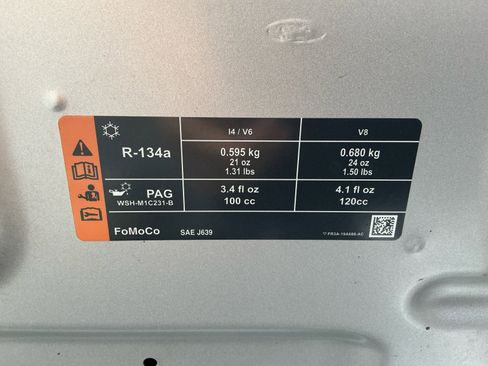 I4 / V6 V8
R-134a 0.595 kg 0.680 kg
21 oz 24 oz
1.31 lbs 1.50 lbs
PAG 3.4 fl oz 4.1 fl oz
WSH-M1C231-B 100 cc 120cc
FoMoCo SAE J639